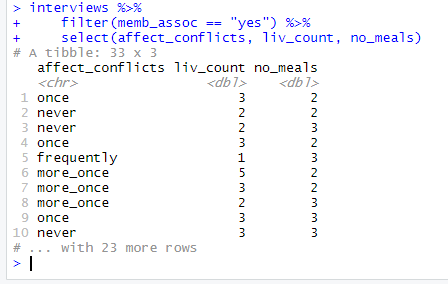 > interviews %>%
+     filter(memb_assoc == "yes") %>%
+     select(affect_conflicts, liv_count, no_meals)
# A tibble: 33 x 3
   affect_conflicts liv_count no_meals
   <chr>                <dbl>    <dbl>
 1 once                     3        2
 2 never                    2        2
 3 never                    2        3
 4 once                     3        2
 5 frequently               1        3
 6 more_once                5        2
 7 more_once                3        2
 8 more_once                2        3
 9 once                     3        3
10 never                    3        3
# ... with 23 more rows
>